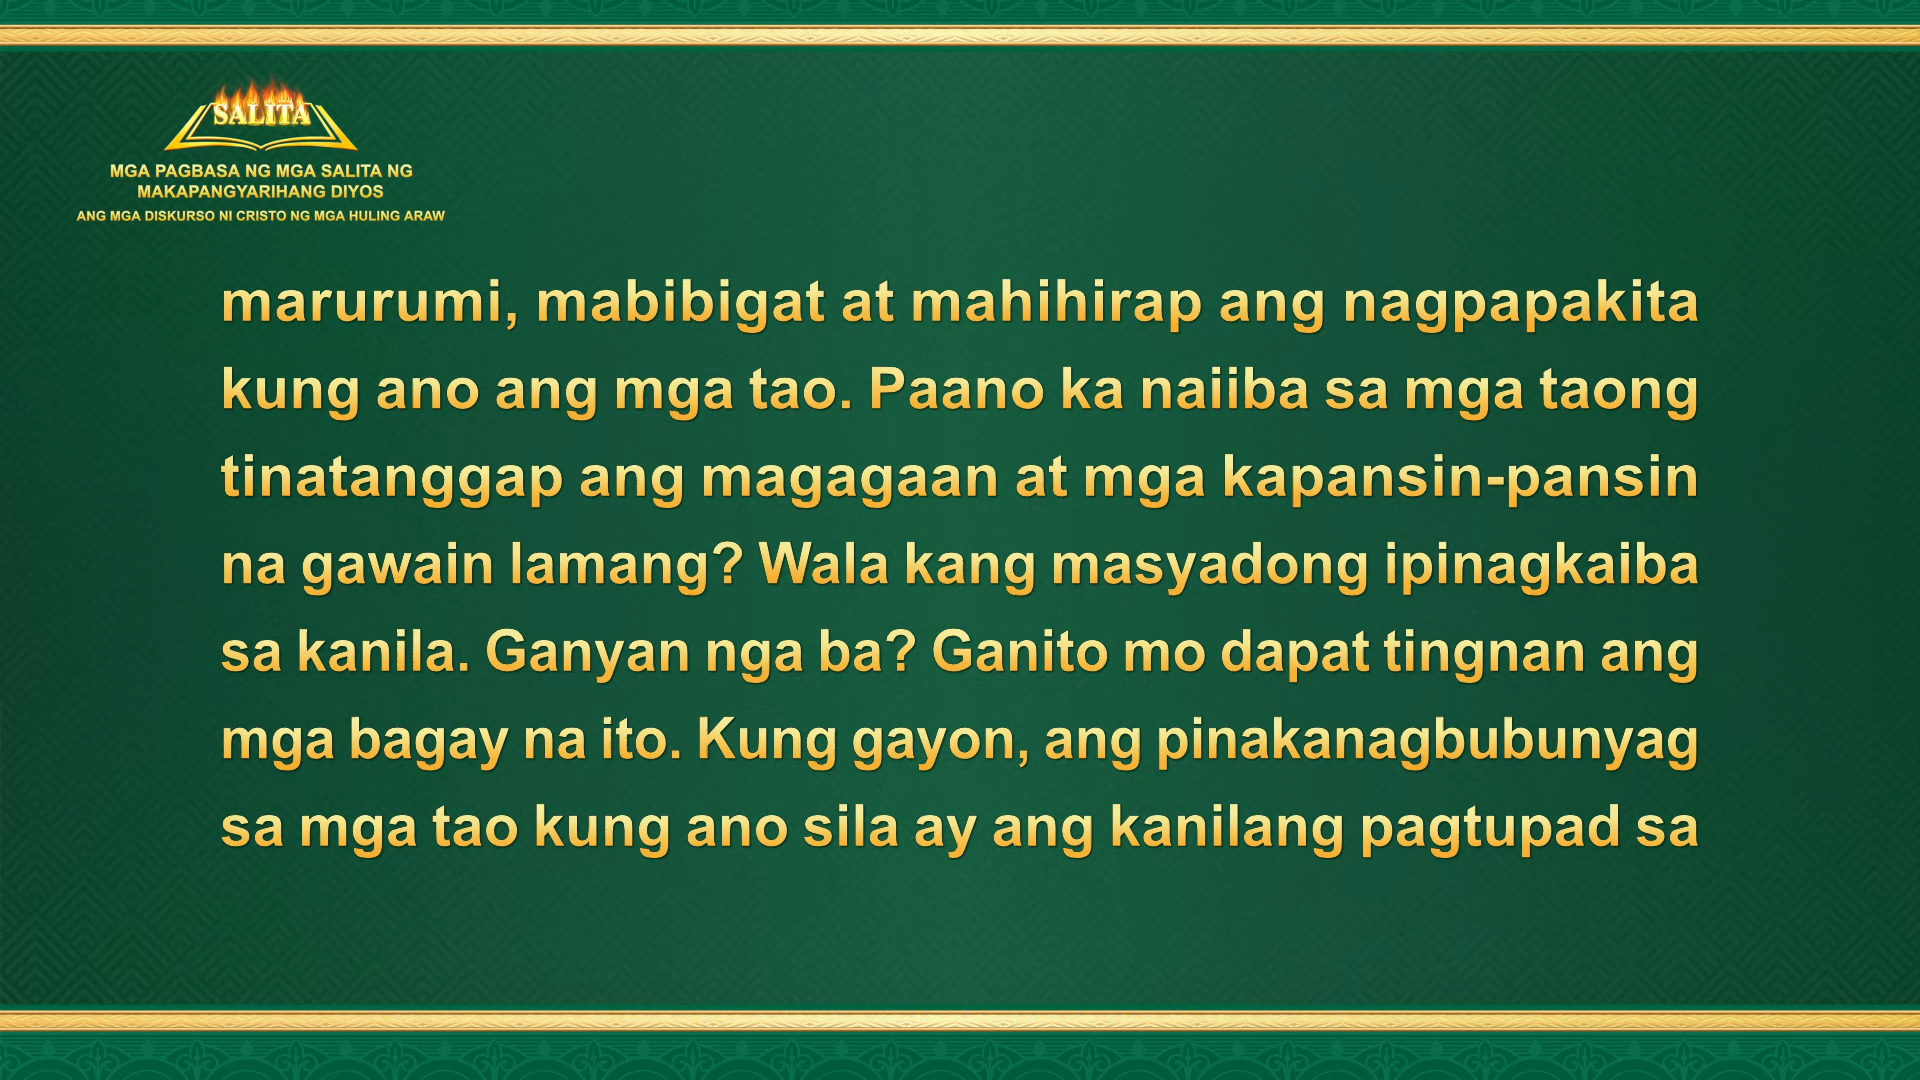 SALITA
MGA PAGBASA NG MGA SALITA NG
MAKAPANGYARIHANG DIYOS
ANG MGA DISKURSO NI CRISTO NG MGA HULING ARAW
marurumi, mabibigat at mahihirap ang nagpapakita
kung ano ang mga tao. Paano ka naiiba sa mga taong
tinatanggap ang magagaan at mga kapansin-pansin
na gawain lamang? Wala kang masyadong ipinagkaiba
sa kanila. Ganyan nga ba? Ganito mo dapat tingnan ang
mga bagay na ito. Kung gayon, ang pinakanagbubunyag
sa mga tao kung ano sila ay ang kanilang pagtupad sa